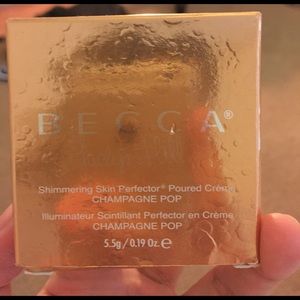 BECCA®
Shimmering Skin Perfector® Poured Crème
CHAMPAGNE POP
Illuminateur Scintillant Perfector en Crème
CHAMPAGNE POP
5.5g / 0.19 Oz. e